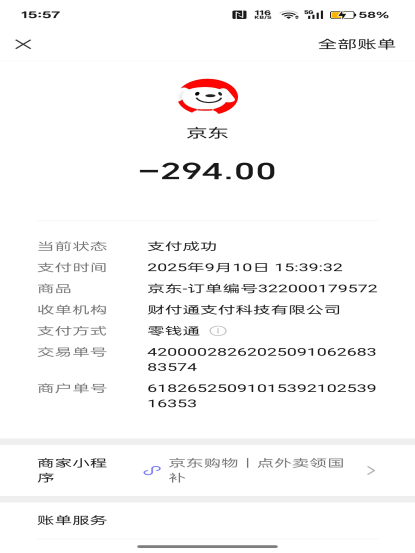 15:57 116 KB/S 5G 58%
全部账单
京东
-294.00
当前状态 支付成功
支付时间 2025年9月10日 15:39:32
商品 京东-订单编号322000179572
收单机构 财付通支付科技有限公司
支付方式 零钱通
交易单号 42000028262025091062683
83574
商户单号 61826525091015392102539
16353
商家小程 京东购物 | 点外卖领国
序 补
账单服务